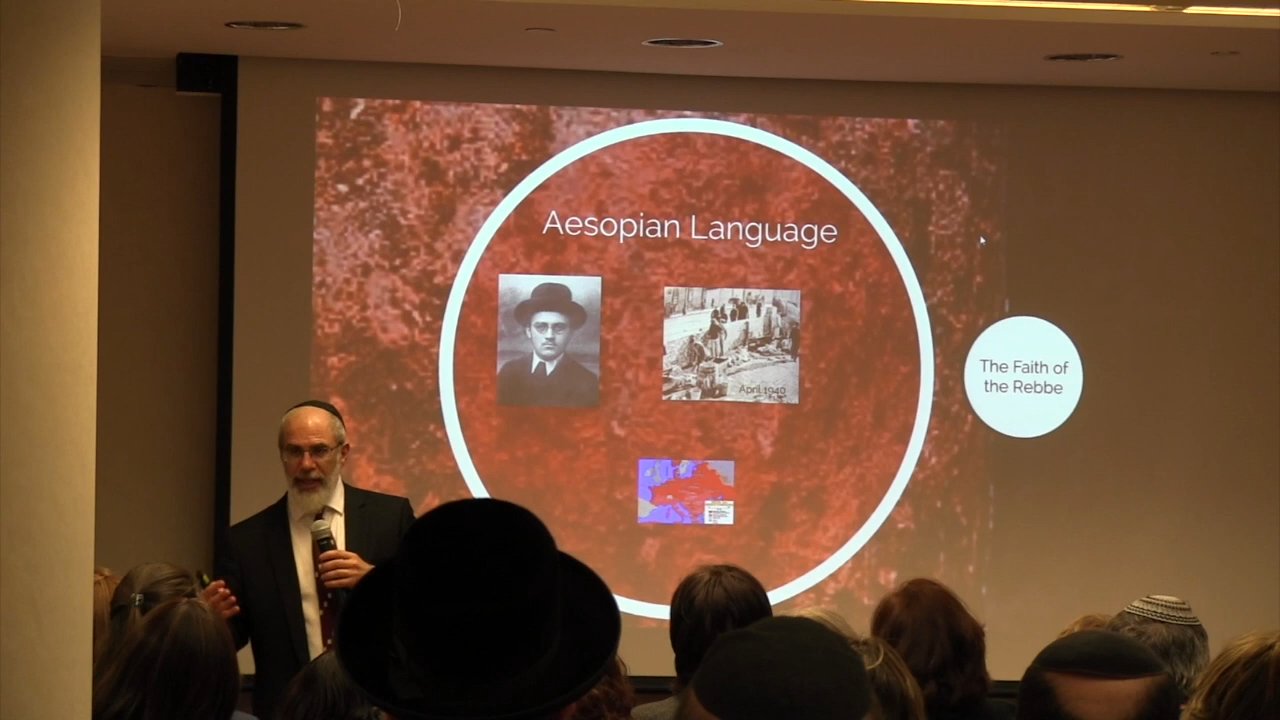 Aesopian Language
April 1940
The Faith of
the Rebbe